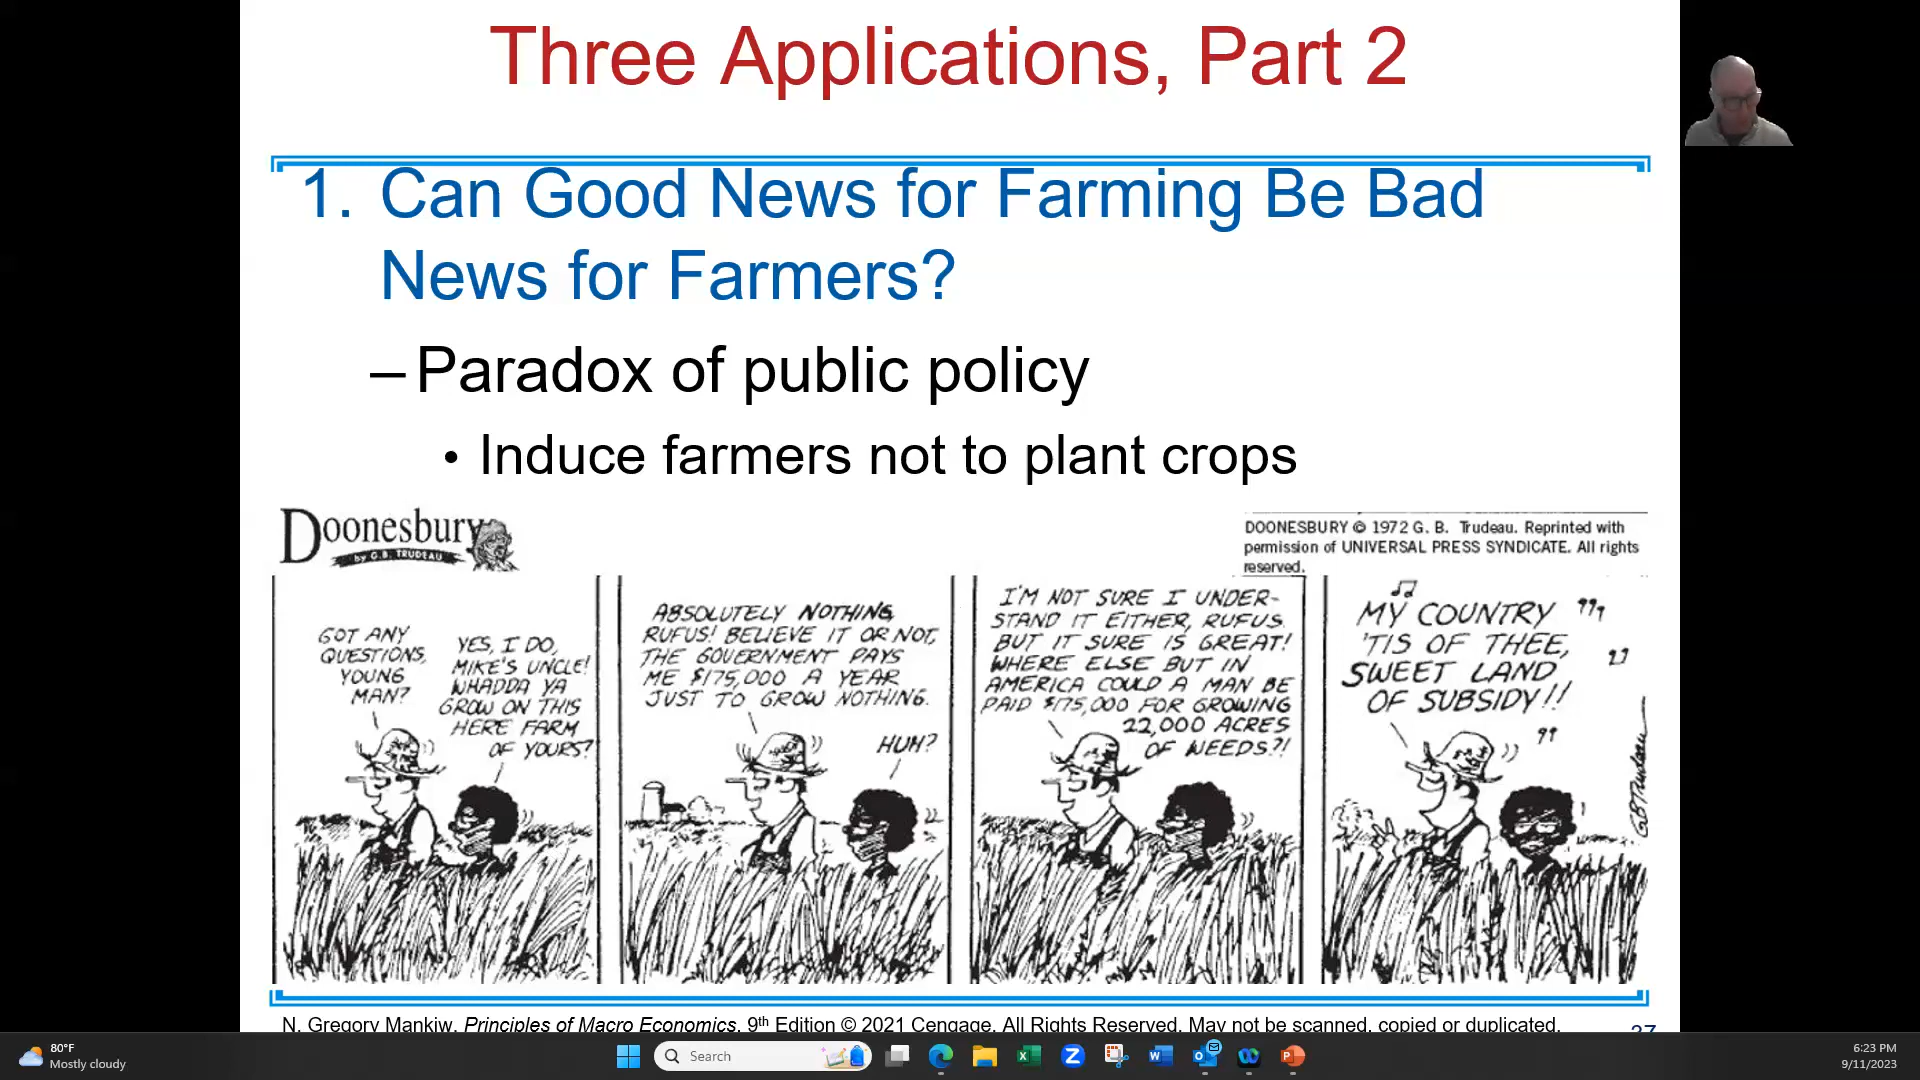 Three Applications, Part 2
1. Can Good News for Farming Be Bad
News for Farmers?
– Paradox of public policy
• Induce farmers not to plant crops
Doonesbury
by G.B. TRUDEAU
DOONESBURY © 1972 G. B. Trudeau. Reprinted with
permission of UNIVERSAL PRESS SYNDICATE. All rights
reserved.
GOT ANY
QUESTIONS,
YOUNG
MAN?
YES, I DO,
MIKE'S UNCLE!
WHADDA YA
GROW ON THIS
HERE FARM
OF YOURS?
ABSOLUTELY NOTHING,
RUFUS! BELIEVE IT OR NOT,
THE GOVERNMENT PAYS
ME $175,000 A YEAR
JUST TO GROW NOTHING.
HUH?
I'M NOT SURE I UNDER-
STAND IT EITHER, RUFUS.
BUT IT SURE IS GREAT!
WHERE ELSE BUT IN
AMERICA COULD A MAN BE
PAID $175,000 FOR GROWING
22,000 ACRES
OF WEEDS?!
MY COUNTRY
'TIS OF THEE,
SWEET LAND
OF SUBSIDY!!
GBTrudeau
N. Gregory Mankiw, Principles of Macro Economics, 9th Edition © 2021 Cengage. All Rights Reserved. May not be scanned, copied or duplicated,
37
80°F
Mostly cloudy
Search
6:23 PM
9/11/2023